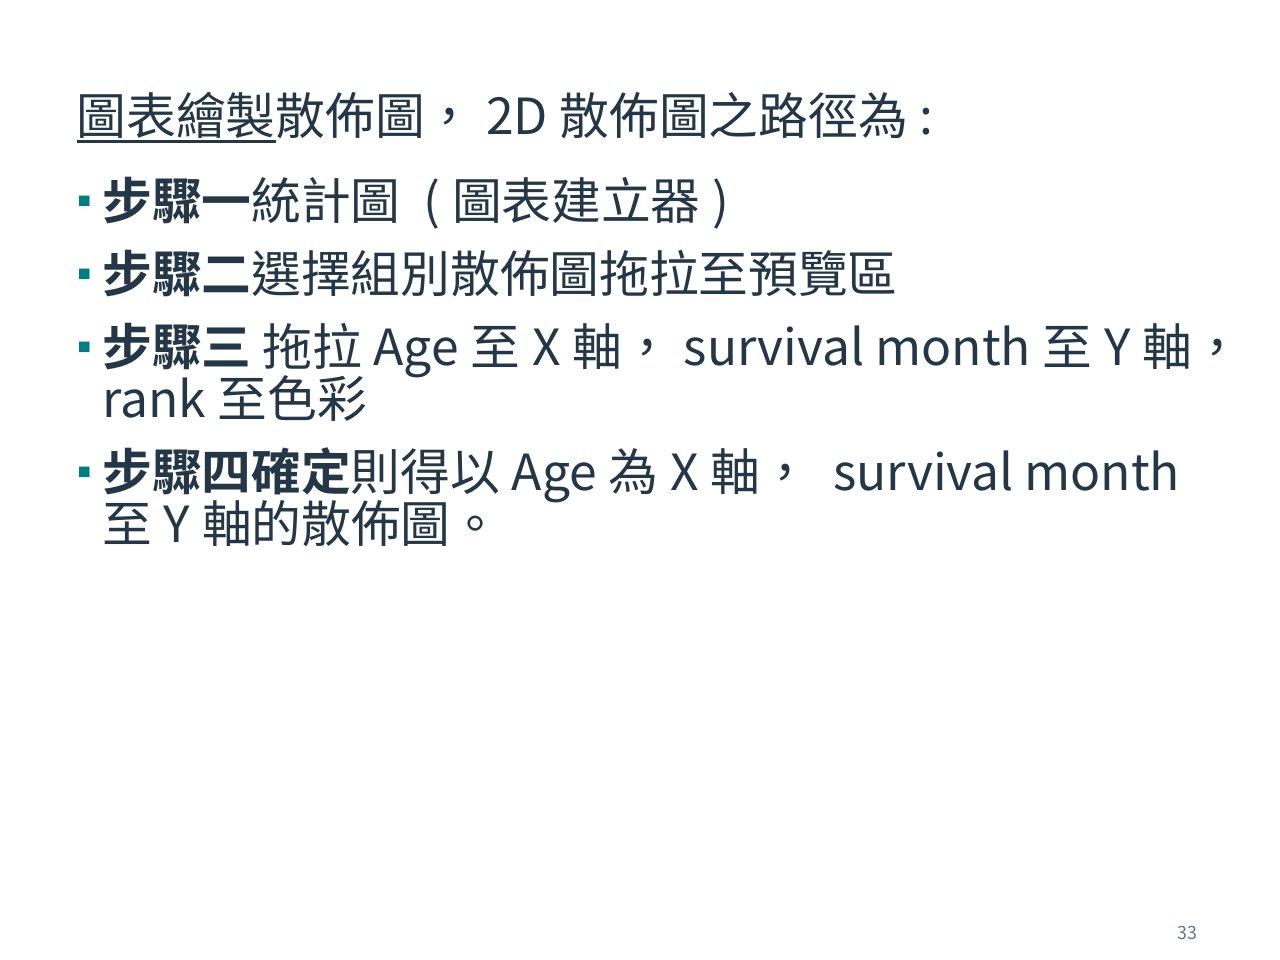 圖表繪製散佈圖， 2D 散佈圖之路徑為 :
▪ 步驟一統計圖 ( 圖表建立器 )
▪ 步驟二選擇組別散佈圖拖拉至預覽區
▪ 步驟三 拖拉 Age 至 X 軸， survival month 至 Y 軸，
rank 至色彩
▪ 步驟四確定則得以 Age 為 X 軸， survival month
至 Y 軸的散佈圖。
33